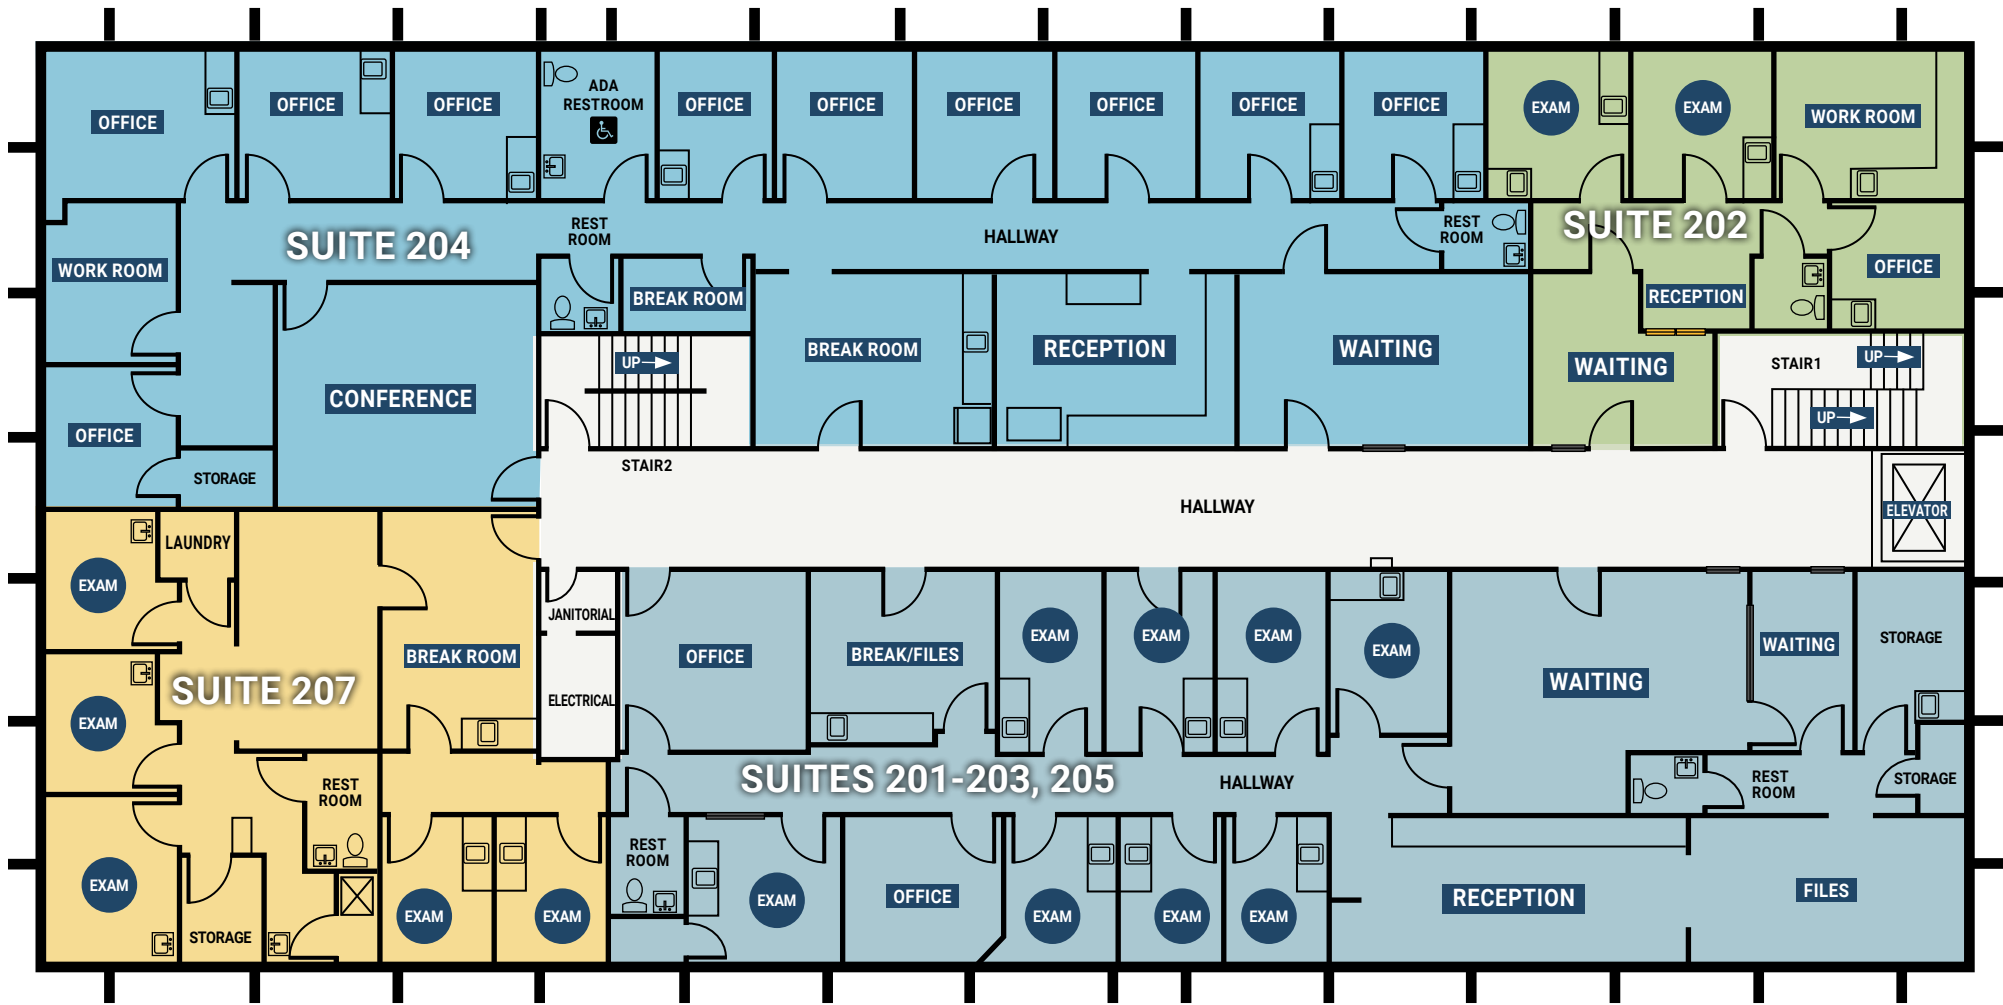 OFFICE
OFFICE
OFFICE
ADA
RESTROOM
OFFICE
OFFICE
OFFICE
OFFICE
OFFICE
OFFICE
EXAM
EXAM
WORK ROOM
SUITE 204
REST
ROOM
HALLWAY
REST
ROOM
SUITE 202
WORK ROOM
BREAK ROOM
RECEPTION
OFFICE
CONFERENCE
UP
BREAK ROOM
RECEPTION
WAITING
WAITING
STAIR1
UP
UP
OFFICE
STORAGE
STAIR2
HALLWAY
ELEVATOR
LAUNDRY
EXAM
JANITORIAL
EXAM
EXAM
EXAM
EXAM
BREAK ROOM
OFFICE
BREAK/FILES
WAITING
WAITING
STORAGE
SUITE 207
ELECTRICAL
EXAM
REST
ROOM
SUITES 201-203, 205
HALLWAY
REST
ROOM
STORAGE
EXAM
STORAGE
EXAM
EXAM
REST
ROOM
EXAM
OFFICE
EXAM
EXAM
EXAM
RECEPTION
FILES